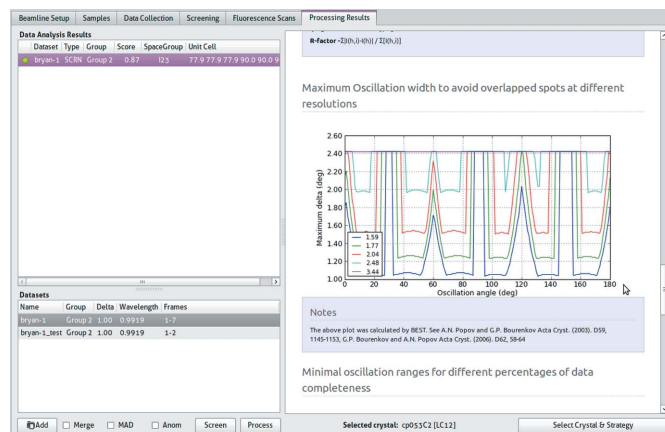 Beamline Setup Samples Data Collection Screening Fluorescence Scans Processing Results
Data Analysis Results
Dataset Type Group Score SpaceGroup Unit Cell
bryan-1 SCRN Group 2 0.87 I23 77.9 77.9 77.9 90.0 90.0 9
Datasets
Name Group Delta Wavelength Frames
bryan-1 Group 2 1.00 0.9919 1-7
bryan-1_test Group 2 1.00 0.9919 1-2
Add Merge MAD Anom Screen Process
R-factor -Σ|I(h,i)-I(h)| / Σ[I(h,i)]
Maximum Oscillation width to avoid overlapped spots at different
resolutions
Maximum delta (deg)
2.60
2.40
2.20
2.00
1.80
1.60
1.40
1.20
1.00
1.59
1.77
2.04
2.48
3.44
0 20 40 60 80 100 120 140 160 180
Oscillation angle (deg)
Notes
The above plot was calculated by BEST. See A.N. Popov and G.P. Bourenkov Acta Cryst. (2003). D59,
1145-1153, G.P. Bourenkov and A.N. Popov Acta Cryst. (2006). D62, 58-64
Minimal oscillation ranges for different percentages of data
completeness
Selected crystal: cp053C2 [LC12] Select Crystal & Strategy